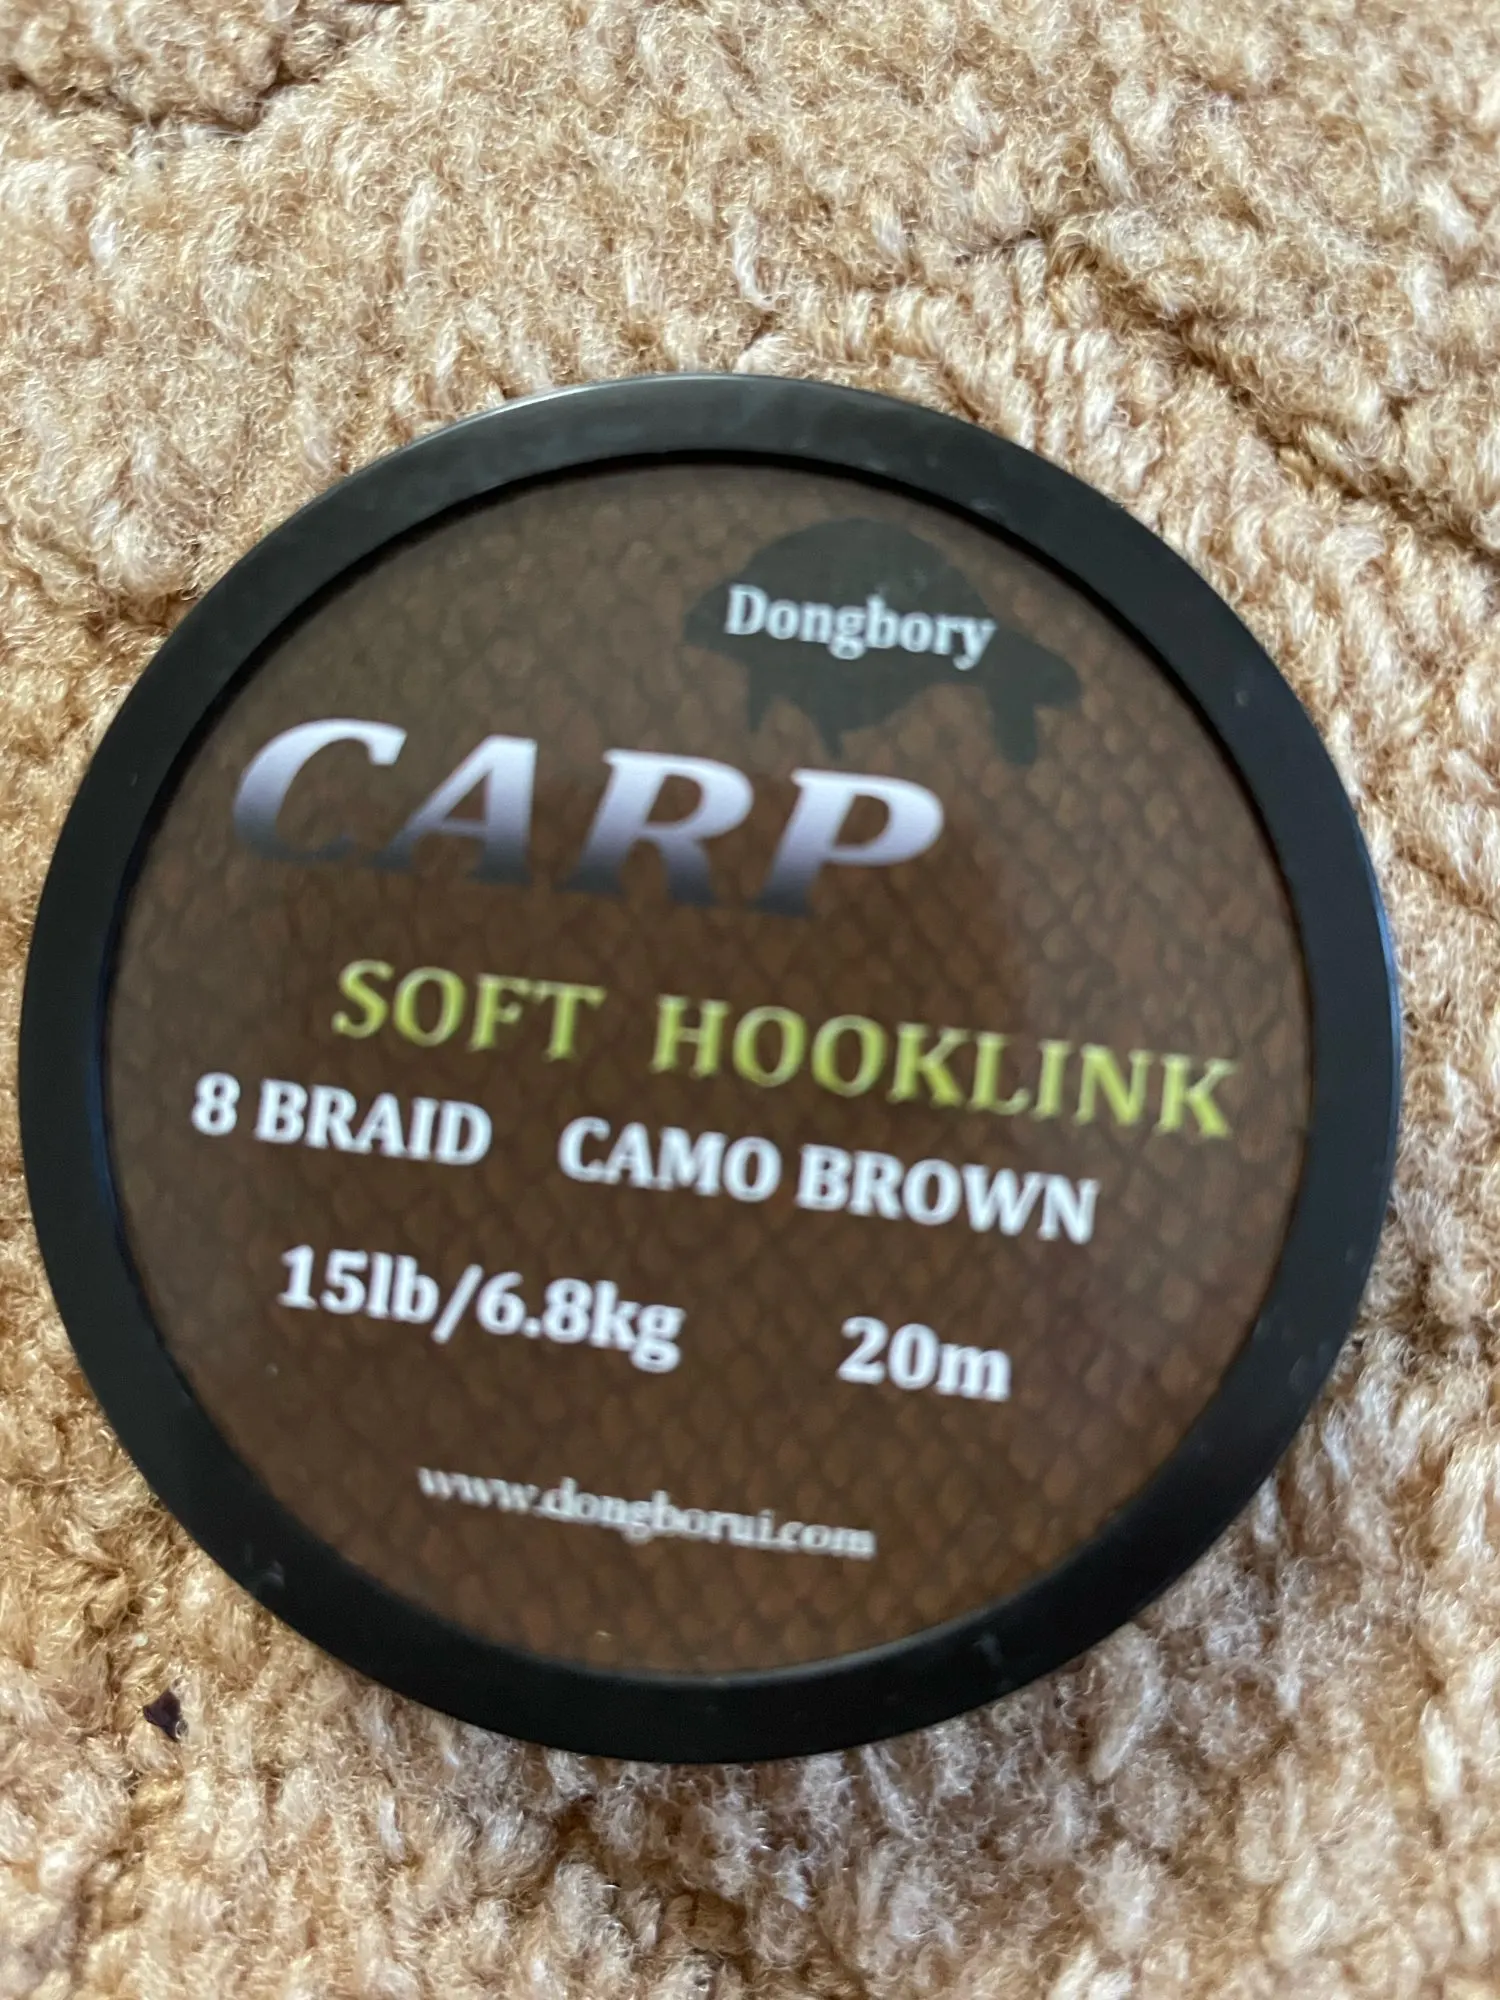 Dongbory
CARP
SOFT HOOKLINK
8 BRAID CAMO BROWN
15lb/6.8kg 20m
www.dongborui.com